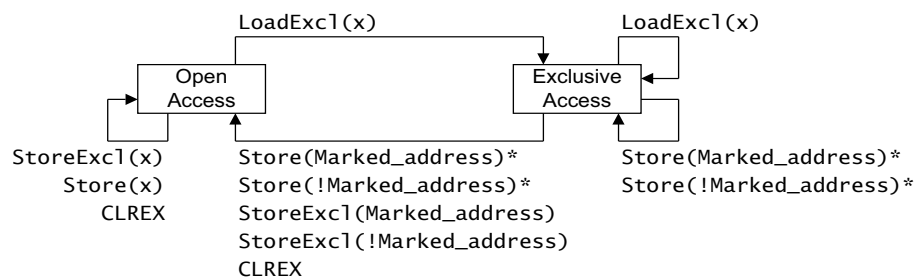 LoadExcl(x)
LoadExcl(x)
Open
Access
Exclusive
Access
StoreExcl(x)
Store(x)
CLREX
Store(Marked_address)*
Store(!Marked_address)*
StoreExcl(Marked_address)
StoreExcl(!Marked_address)
CLREX
Store(Marked_address)*
Store(!Marked_address)*